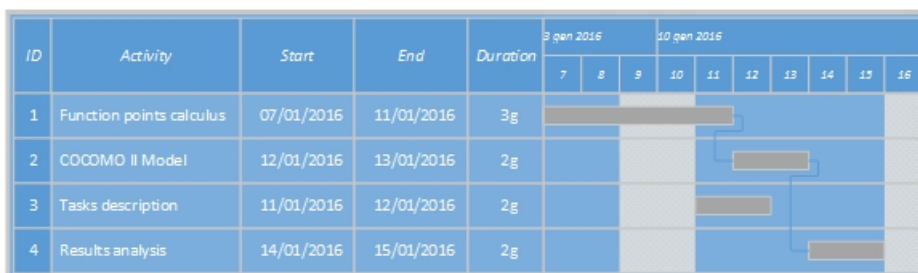 ID Activity Start End Duration 3 gen 2016 10 gen 2016
7 8 9 10 11 12 13 14 15 16
1 Function points calculus 07/01/2016 11/01/2016 3g
2 COCOMO II Model 12/01/2016 13/01/2016 2g
3 Tasks description 11/01/2016 12/01/2016 2g
4 Results analysis 14/01/2016 15/01/2016 2g